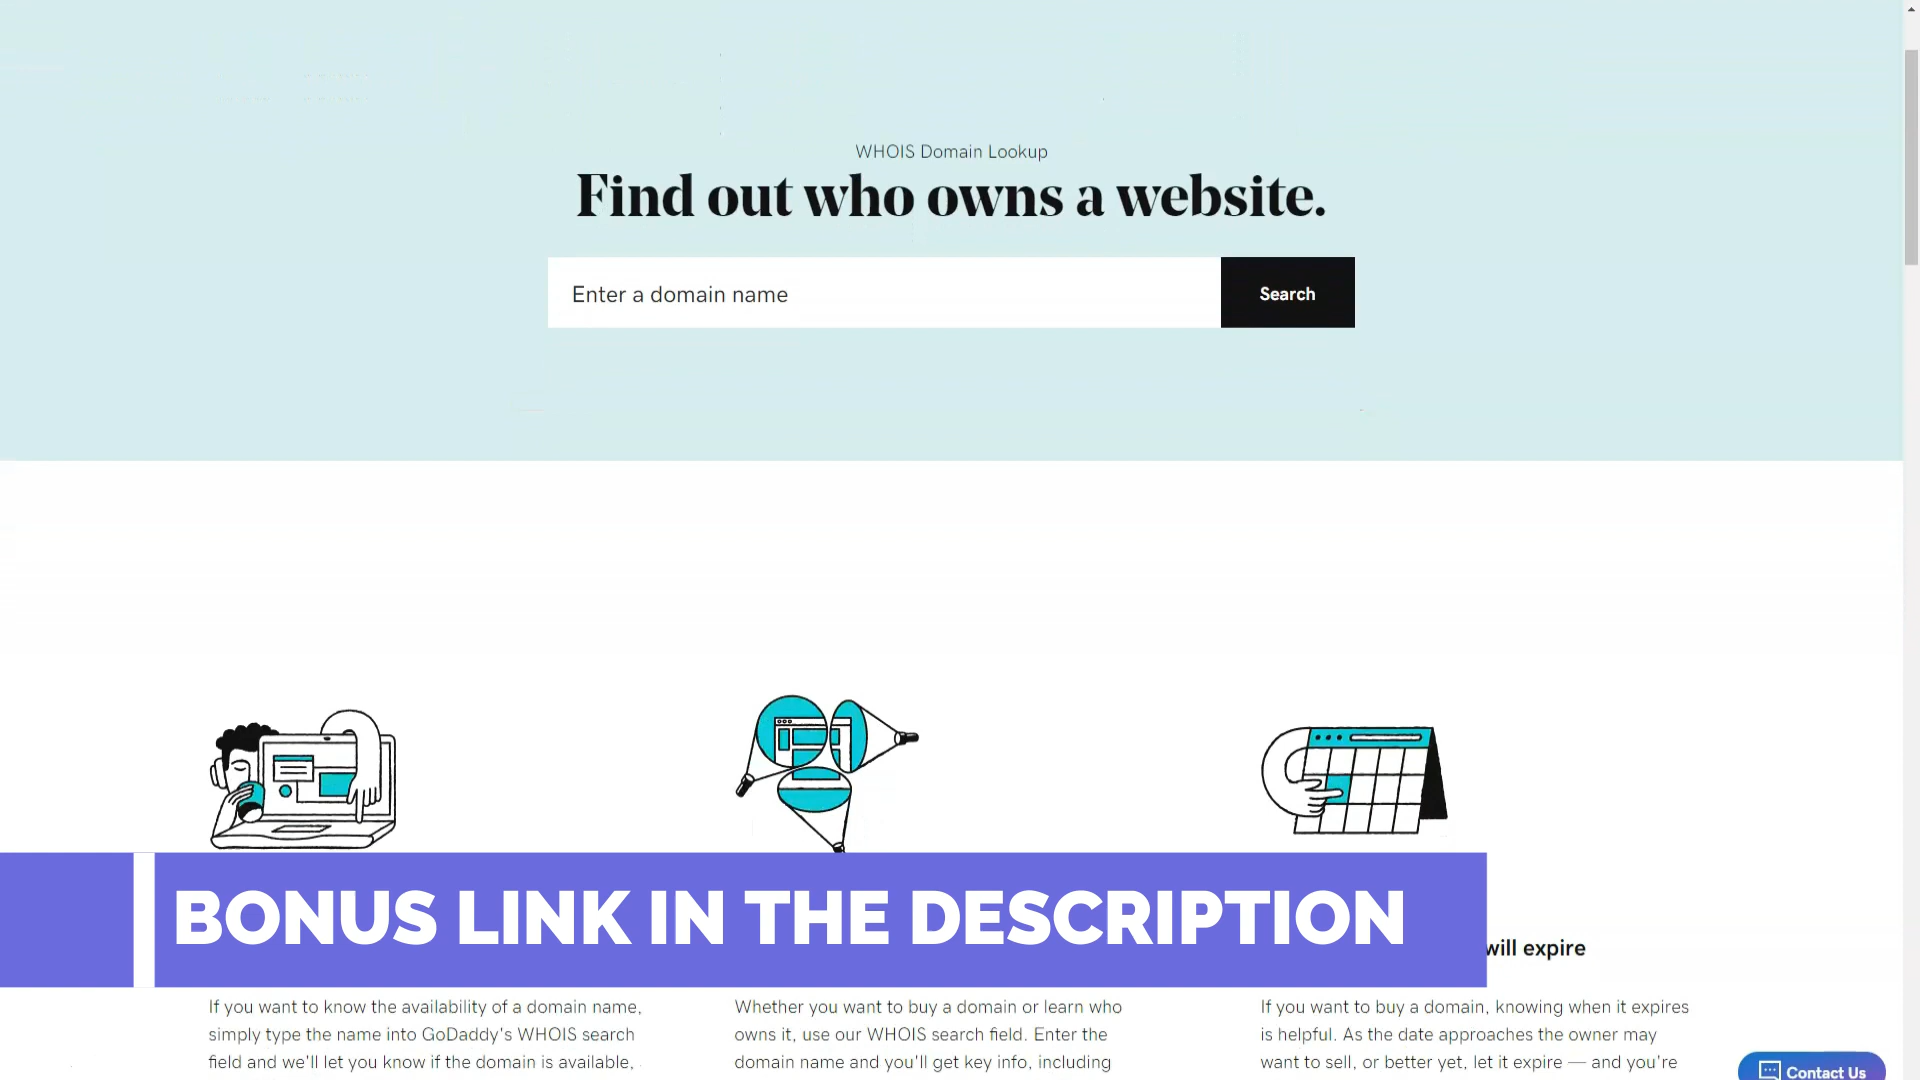 WHOIS Domain Lookup
Find out who owns a website.
Enter a domain name
Search
BONUS LINK IN THE DESCRIPTION
will expire
If you want to know the availability of a domain name,
simply type the name into GoDaddy's WHOIS search
field and we'll let you know if the domain is available,
Whether you want to buy a domain or learn who
owns it, use our WHOIS search field. Enter the
domain name and you'll get key info, including
If you want to buy a domain, knowing when it expires
is helpful. As the date approaches the owner may
want to sell, or better yet, let it expire — and you're
Contact Us